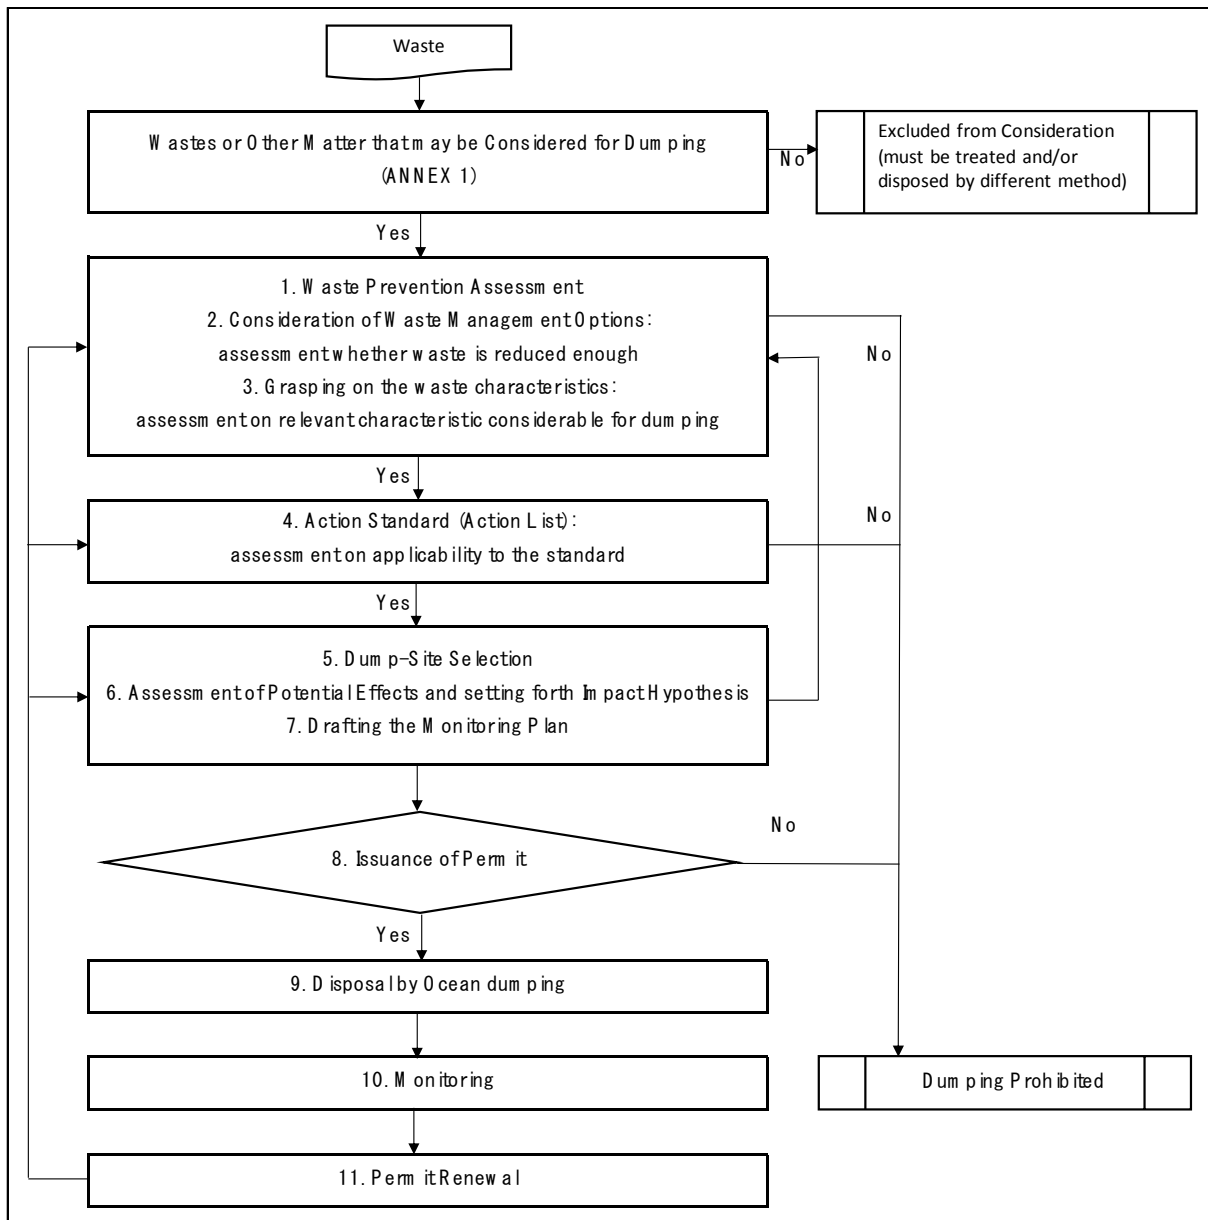 Waste
Wastes or Other Matter that may be Considered for Dumping
(ANNEX 1)
No
Excluded from Consideration
(must be treated and/or
disposed by different method)
Yes
1. Waste Prevention Assessment
2. Consideration of Waste Management Options:
assessment whether waste is reduced enough
3. Grasping on the waste characteristics:
assessment on relevant characteristic considerable for dumping
No
Yes
4. Action Standard (Action List):
assessment on applicability to the standard
No
Yes
5. Dump-Site Selection
6. Assessment of Potential Effects and setting forth Impact Hypothesis
7. Drafting the Monitoring Plan
8. Issuance of Permit
No
Yes
9. Disposal by Ocean dumping
10. Monitoring
Dumping Prohibited
11. Permit Renewal